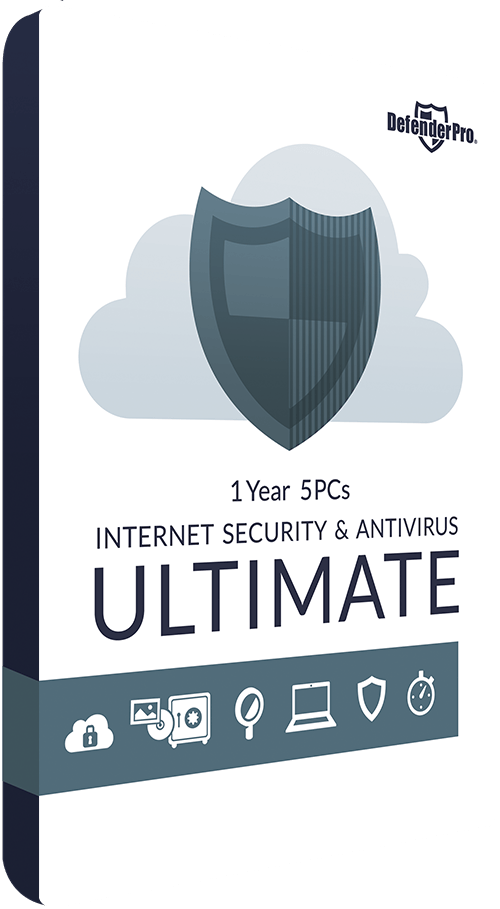 DefenderPro®
1 Year 5PCs
INTERNET SECURITY & ANTIVIRUS
ULTIMATE